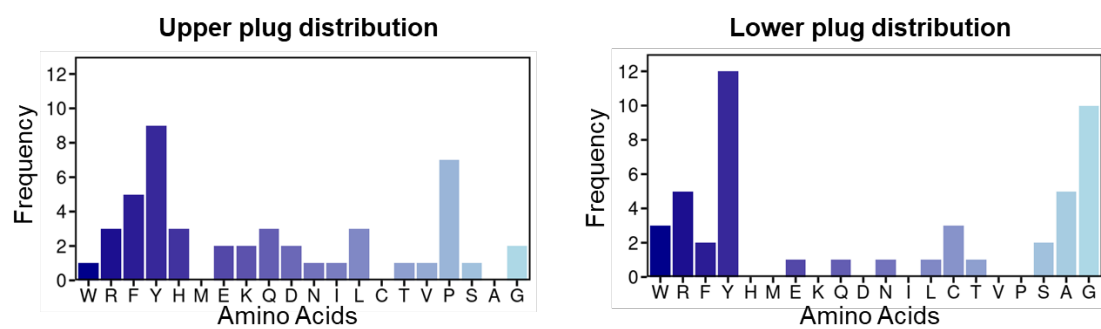 Upper plug distribution
Frequency
12
10
8
6
4
2
0
W R F Y H M E K Q D N I L C T V P S A G
Amino Acids
Lower plug distribution
Frequency
12
10
8
6
4
2
0
W R F Y H M E K Q D N I L C T V P S A G
Amino Acids